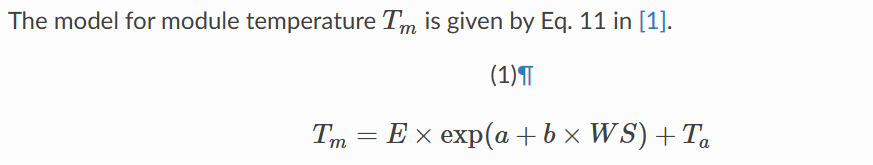 The model for module temperature Tₘ is given by Eq. 11 in [1].
(1)¶
Tₘ = E × exp(a + b × WS) + Tₐ